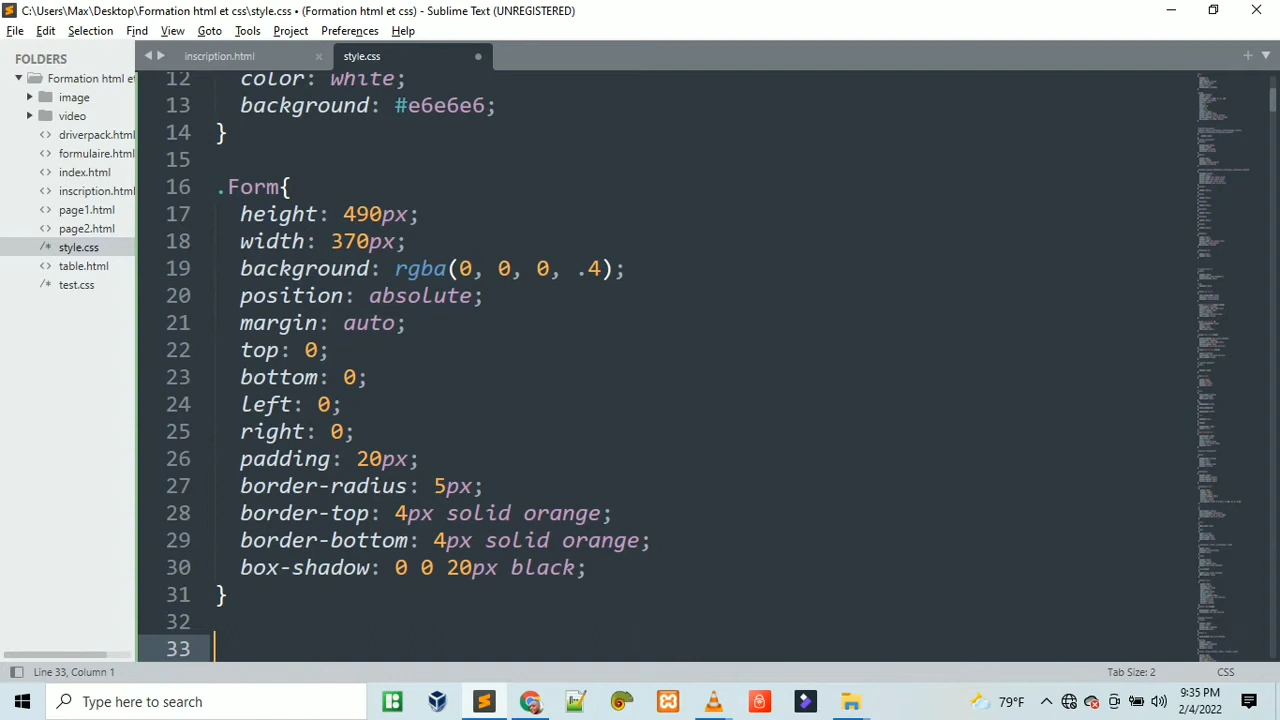 C:\Users\Max\Desktop\Formation html et css\style.css • (Formation html et css) - Sublime Text (UNREGISTERED)
File Edit Selection Find View Goto Tools Project Preferences Help
FOLDERS
Formation html et
image
video
driverpack.html
formulaire.html
index.html
inscription.html
page1.html
page2.html
style.css
table.html
test.css
inscription.html
style.css
12 color: white;
13 background: #e6e6e6;
14 }
15
16 .Form{
17 height: 490px;
18 width: 370px;
19 background: rgba(0, 0, 0, .4);
20 position: absolute;
21 margin: auto;
22 top: 0;
23 bottom: 0;
24 left: 0;
25 right: 0;
26 padding: 20px;
27 border-radius: 5px;
28 border-top: 4px solid orange;
29 border-bottom: 4px solid orange;
30 box-shadow: 0 0 20px black;
31 }
32
33
Line 33, Column 1
Tab Size: 2
CSS
Type here to search
79°F
9:35 PM
2/4/2022